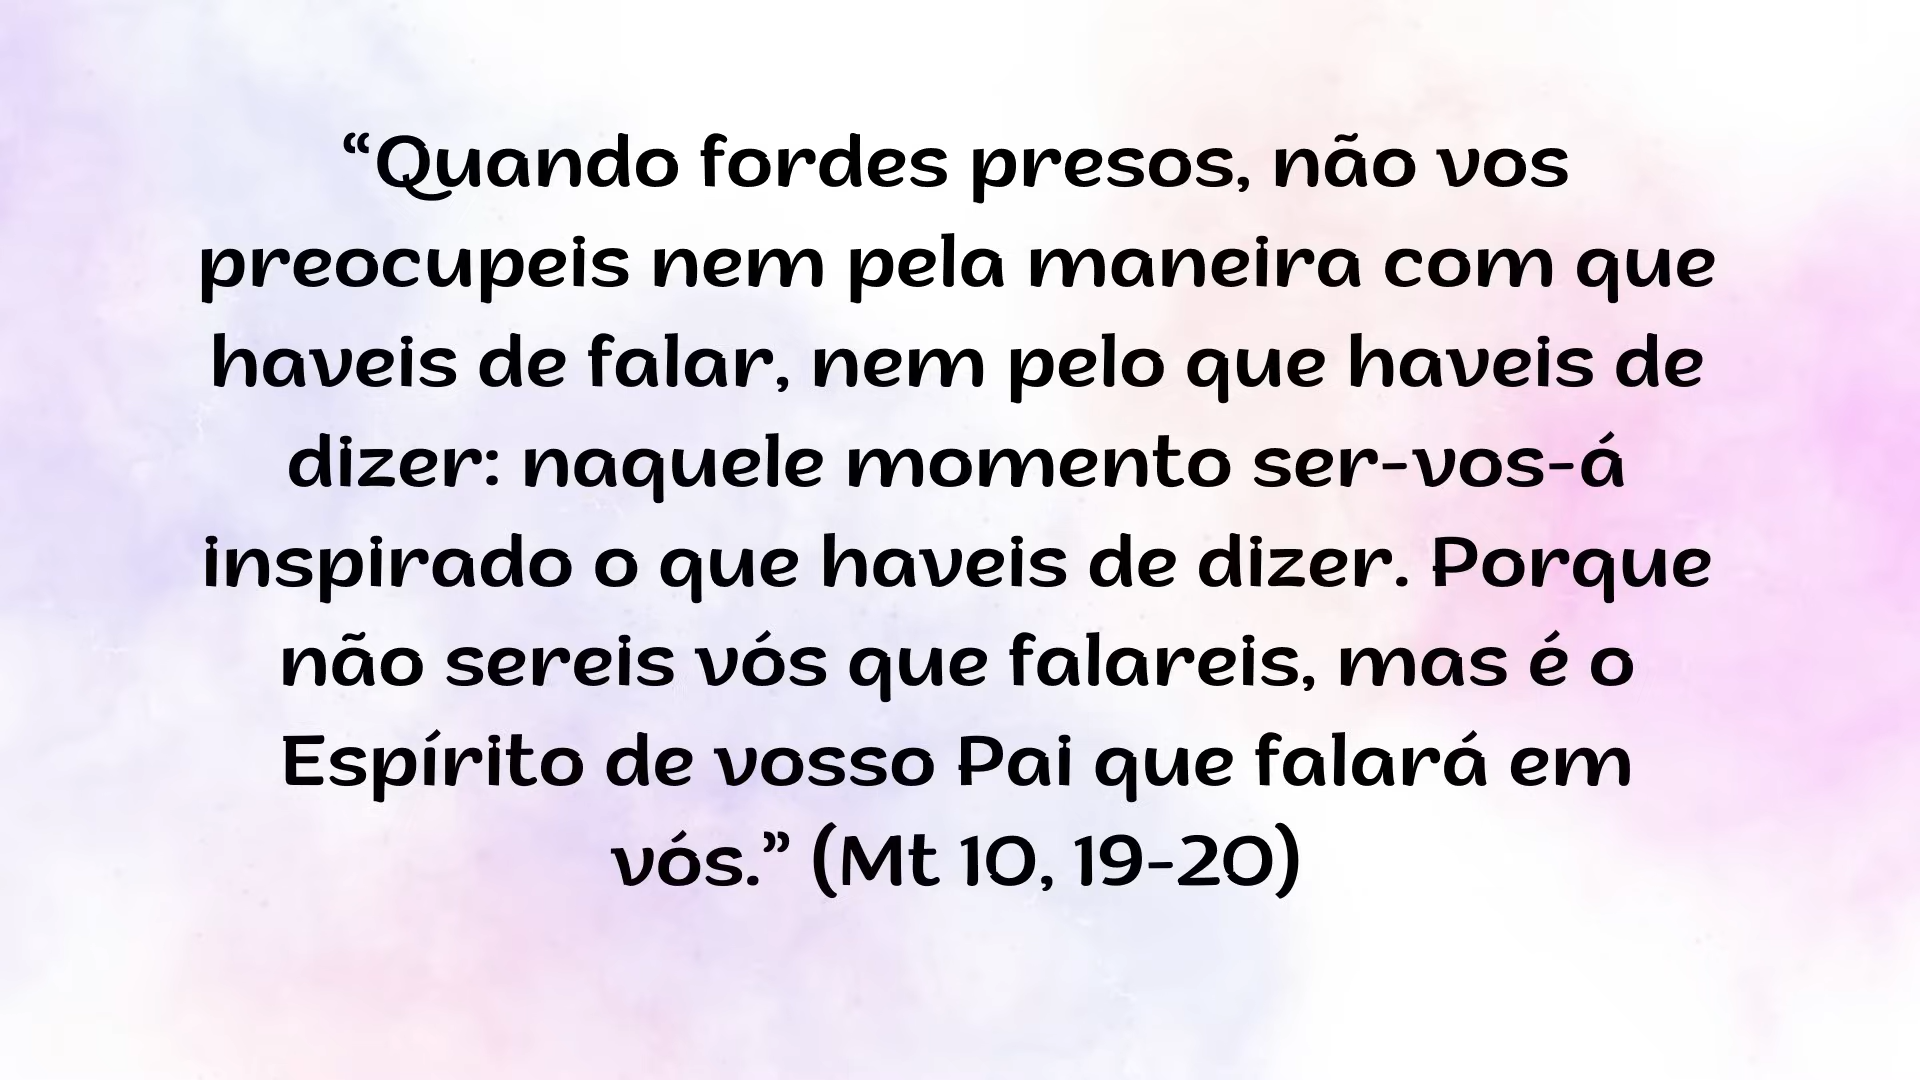 “Quando fordes presos, não vos
preocupeis nem pela maneira com que
haveis de falar, nem pelo que haveis de
dizer: naquele momento ser-vos-á
inspirado o que haveis de dizer. Porque
não sereis vós que falareis, mas é o
Espírito de vosso Pai que falará em
vós.” (Mt 10, 19-20)